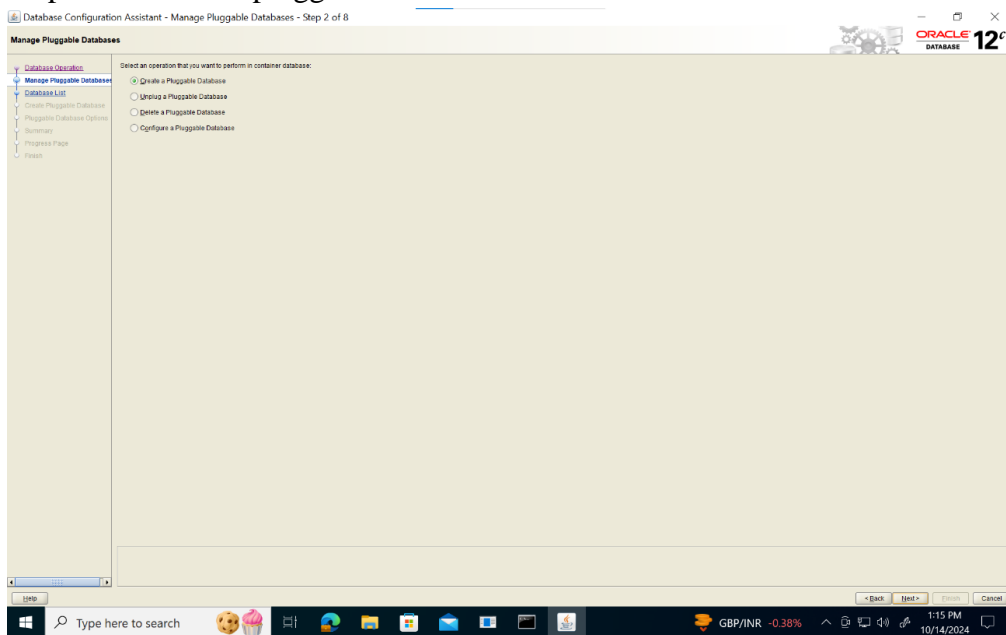 Database Configuration Assistant - Manage Pluggable Databases - Step 2 of 8
Manage Pluggable Databases
ORACLE
DATABASE
12c
Database Operation
Manage Pluggable Databases
Database List
Create Pluggable Database
Pluggable Database Options
Summary
Progress Page
Finish
Select an operation that you want to perform in container database:
Create a Pluggable Database
Unplug a Pluggable Database
Delete a Pluggable Database
Configure a Pluggable Database
Help
< Back
Next >
Finish
Cancel
Type here to search
GBP/INR -0.38%
1:15 PM
10/14/2024